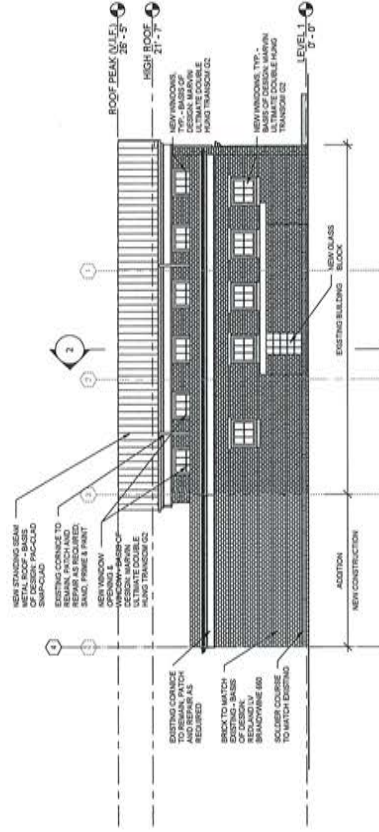 NEW STANDING SEAM
METAL ROOF - BASIS
OF DESIGN: PAC-CLAD
SNAP-CLAD
EXISTING CORNICE TO
REMAIN, PATCH AND
REPAIR AS REQUIRED,
SAND, PRIME & PAINT
NEW WINDOW
OPENING &
WINDOW - BASIS OF
DESIGN: MARVIN
ULTIMATE DOUBLE
HUNG TRANSOM G2
EXISTING CORNICE
TO REMAIN, PATCH
AND REPAIR AS
REQUIRED
BRICK TO MATCH
EXISTING - BASIS
OF DESIGN:
REDLAND LV
BRANDYWINE 660
SOLDIER COURSE
TO MATCH EXISTING
4
2
2
1
ROOF PEAK (V.I.F.)
26' - 5"
HIGH ROOF
21' - 7"
NEW WINDOWS,
TYP. - BASIS OF
DESIGN: MARVIN
ULTIMATE DOUBLE
HUNG TRANSOM G2
NEW WINDOWS, TYP. -
BASIS OF DESIGN: MARVIN
ULTIMATE DOUBLE HUNG
TRANSOM G2
LEVEL 1
0' - 0"
NEW GLASS
BLOCK
ADDITION
EXISTING BUILDING
NEW CONSTRUCTION